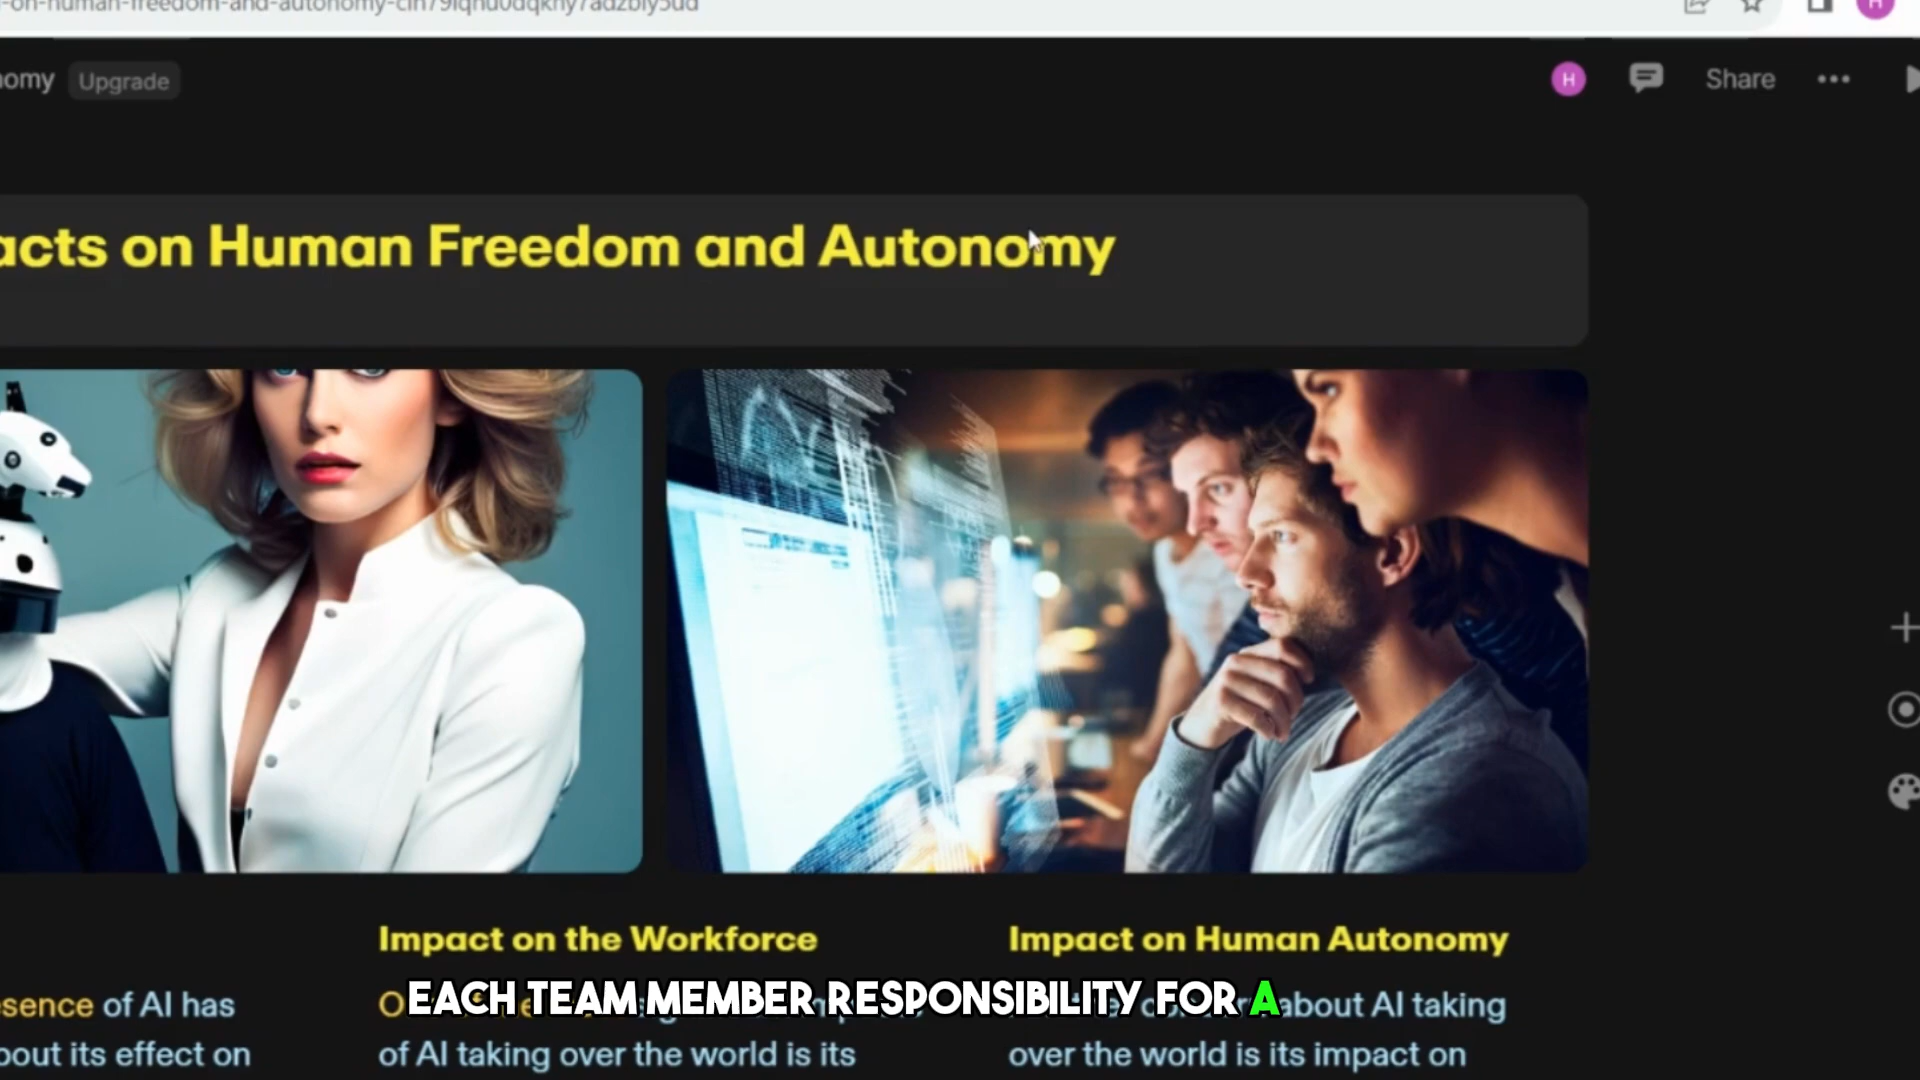 nomy Upgrade
H
Share
acts on Human Freedom and Autonomy
Impact on the Workforce
Impact on Human Autonomy
EACH TEAM MEMBER RESPONSIBILITY FOR A
esence of AI has
about AI taking
bout its effect on
of AI taking over the world is its
over the world is its impact on